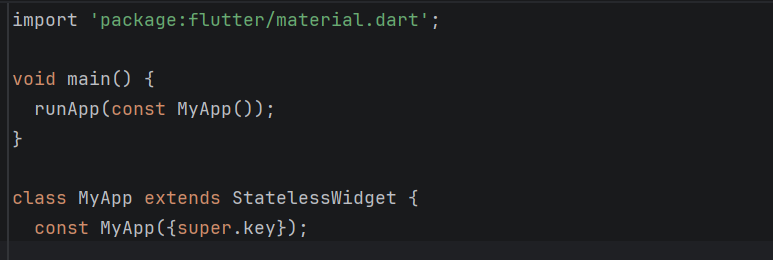 import 'package:flutter/material.dart';
void main() {
  runApp(const MyApp());
}
class MyApp extends StatelessWidget {
  const MyApp({super.key});